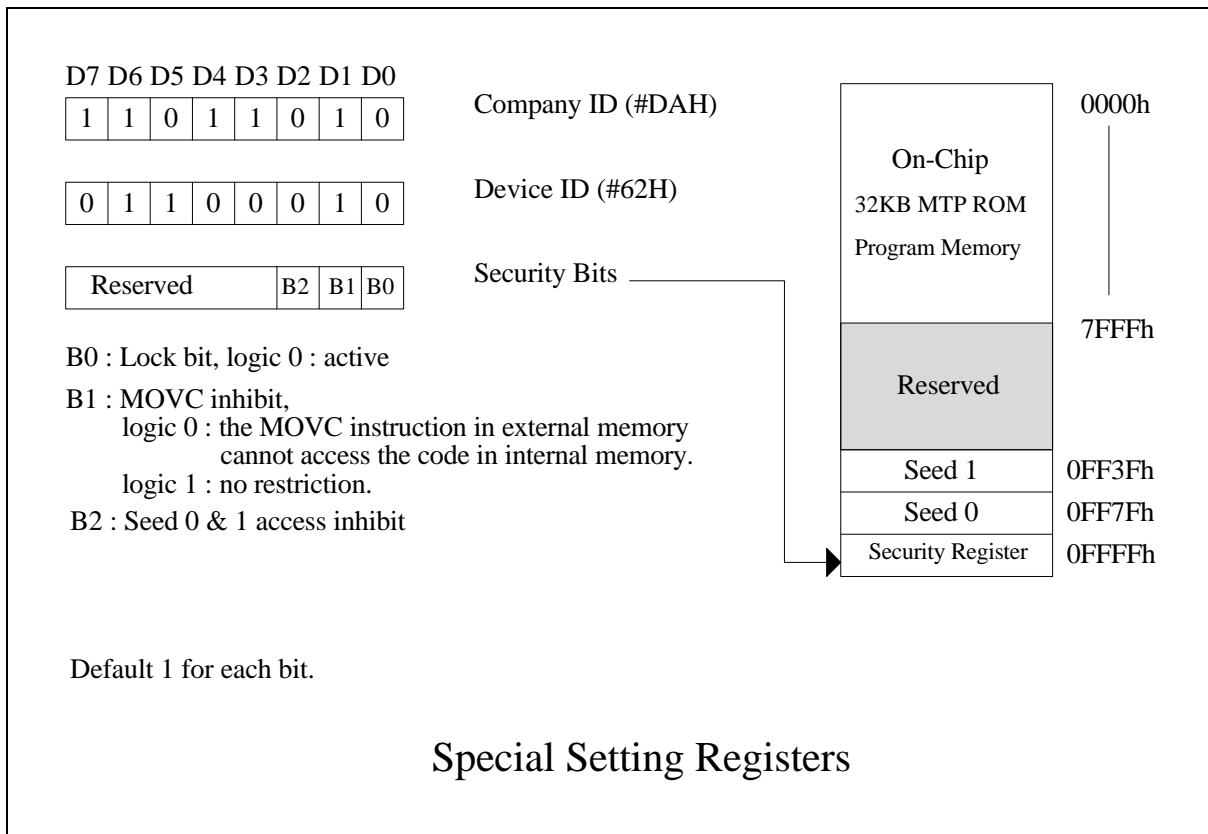 D7 D6 D5 D4 D3 D2 D1 D0
1 1 0 1 1 0 1 0
Company ID (#DAH)
0 1 1 0 0 0 1 0
Device ID (#62H)
Reserved B2 B1 B0
Security Bits
B0 : Lock bit, logic 0 : active
B1 : MOVC inhibit,
logic 0 : the MOVC instruction in external memory
cannot access the code in internal memory.
logic 1 : no restriction.
B2 : Seed 0 & 1 access inhibit
Default 1 for each bit.
On-Chip
32KB MTP ROM
Program Memory
0000h
7FFFh
Reserved
Seed 1 0FF3Fh
Seed 0 0FF7Fh
Security Register 0FFFFh
Special Setting Registers